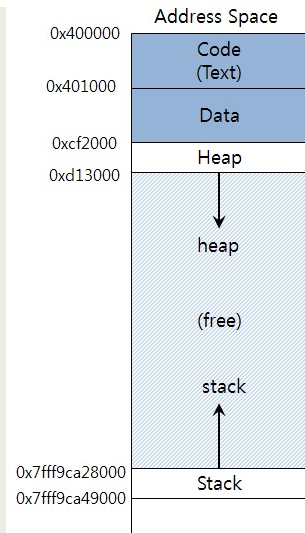 Address Space
0x400000
Code
(Text)
0x401000
Data
0xcf2000
Heap
0xd13000
heap
(free)
stack
0x7fff9ca28000
Stack
0x7fff9ca49000